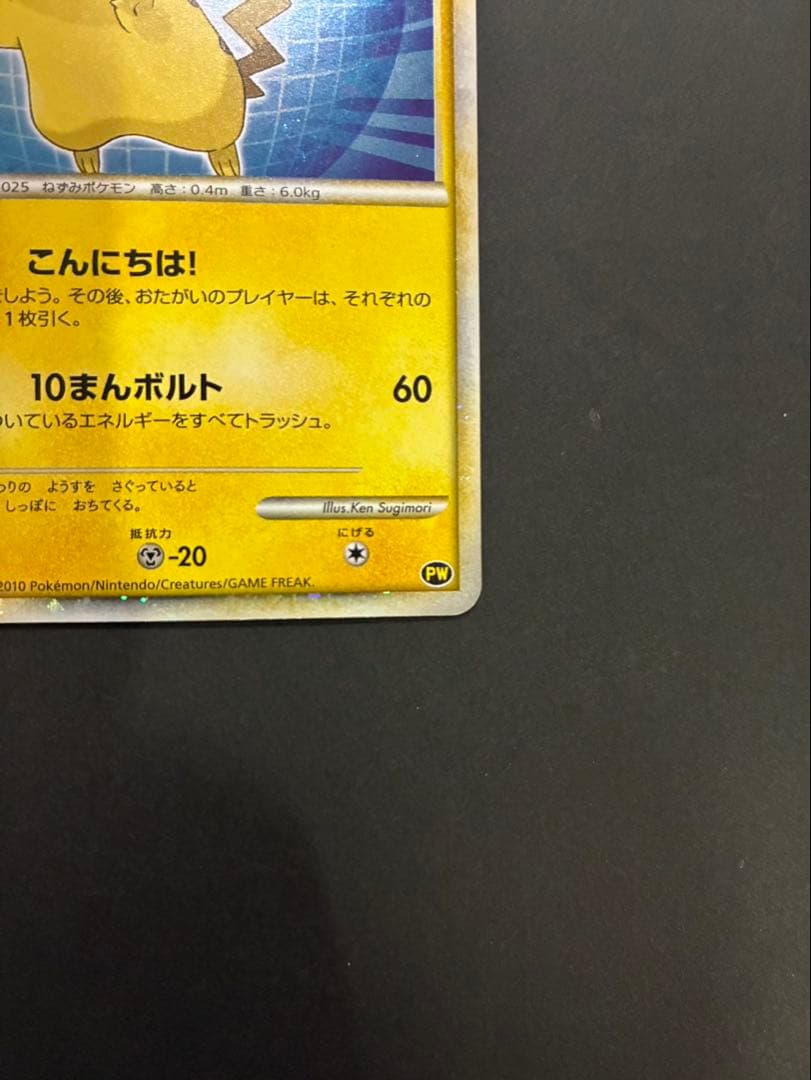 025 ねずみポケモン 高さ：0.4m 重さ：6.0kg
こんにちは!
しよう。その後、おたがいのプレイヤーは、それぞれの
1枚引く。
10まんボルト 60
いているエネルギーをすべてトラッシュ。
わりの ようすを さぐっていると
しっぽに おちてくる。
Illus. Ken Sugimori
抵抗力 にげる
-20
PW
2010 Pokémon/Nintendo/Creatures/GAME FREAK.